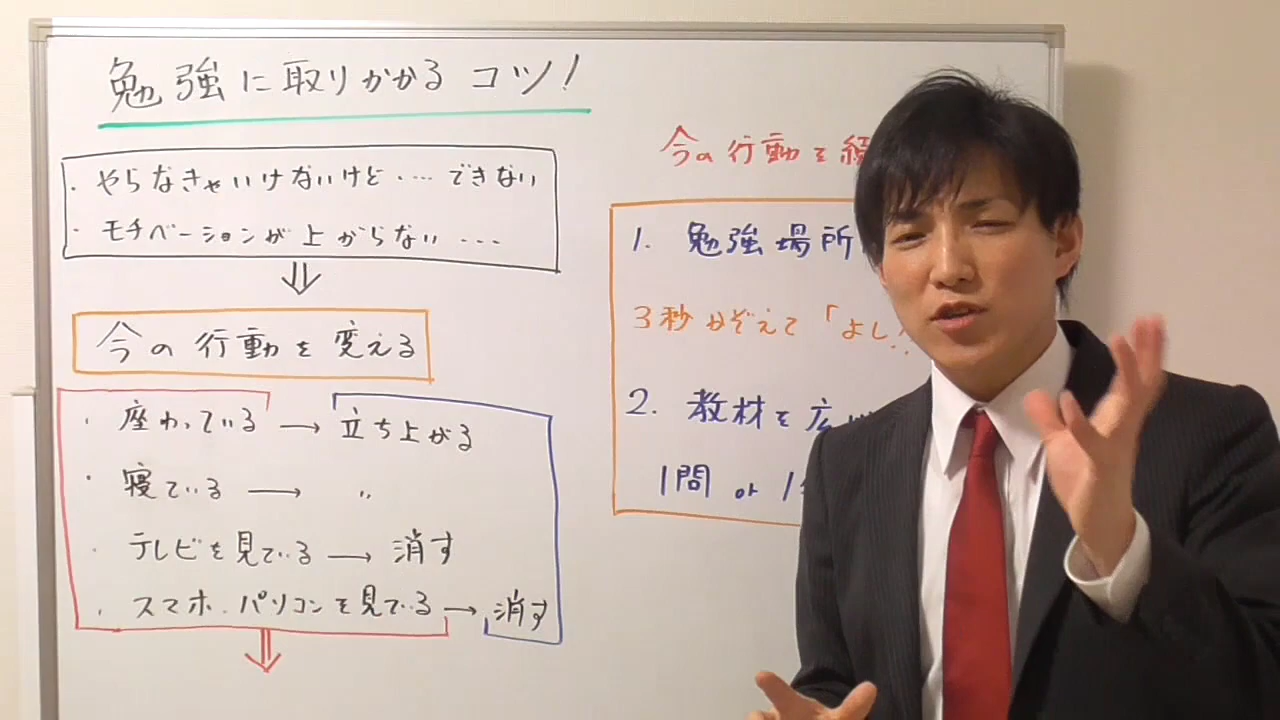 勉強に取りかかるコツ!
・やらなきゃいけないけど・・・・できない
・モチベーションが上がらない・・・
今の行動を変える
・座わっている → 立ち上がる
・寝ている → 〃
・テレビを見ている → 消す
・スマホ、パソコンを見ている → 消す
今の行動を
1. 勉強場所
3秒かぞえて「よし!
2. 教材を広
1問 or 1